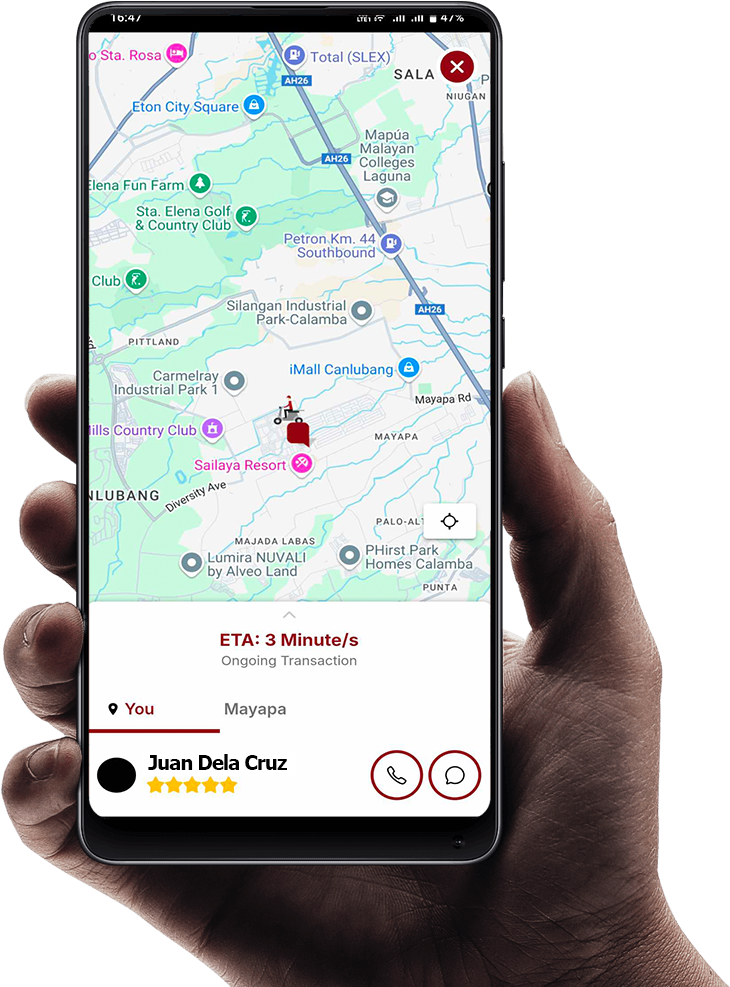 16:47
47%
o Sta. Rosa
Total (SLEX)
SALA
P
AH26
NIUGAN
Eton City Square
Mapúa
Malayan
Colleges
Laguna
AH26
Elena Fun Farm
Sta. Elena Golf
& Country Club
Petron Km. 44
Southbound
Club
AH26
Silangan Industrial
Park-Calamba
PITTLAND
iMall Canlubang
Carmelray
Industrial Park 1
Mayapa Rd
ills Country Club
MAYAPA
Sailaya Resort
NLUBANG
Diversity Ave
PALO-ALT
MAJADA LABAS
Lumira NUVALI
by Alveo Land
PHirst Park
Homes Calamba
PUNTA
ETA: 3 Minute/s
Ongoing Transaction
You
Mayapa
Juan Dela Cruz